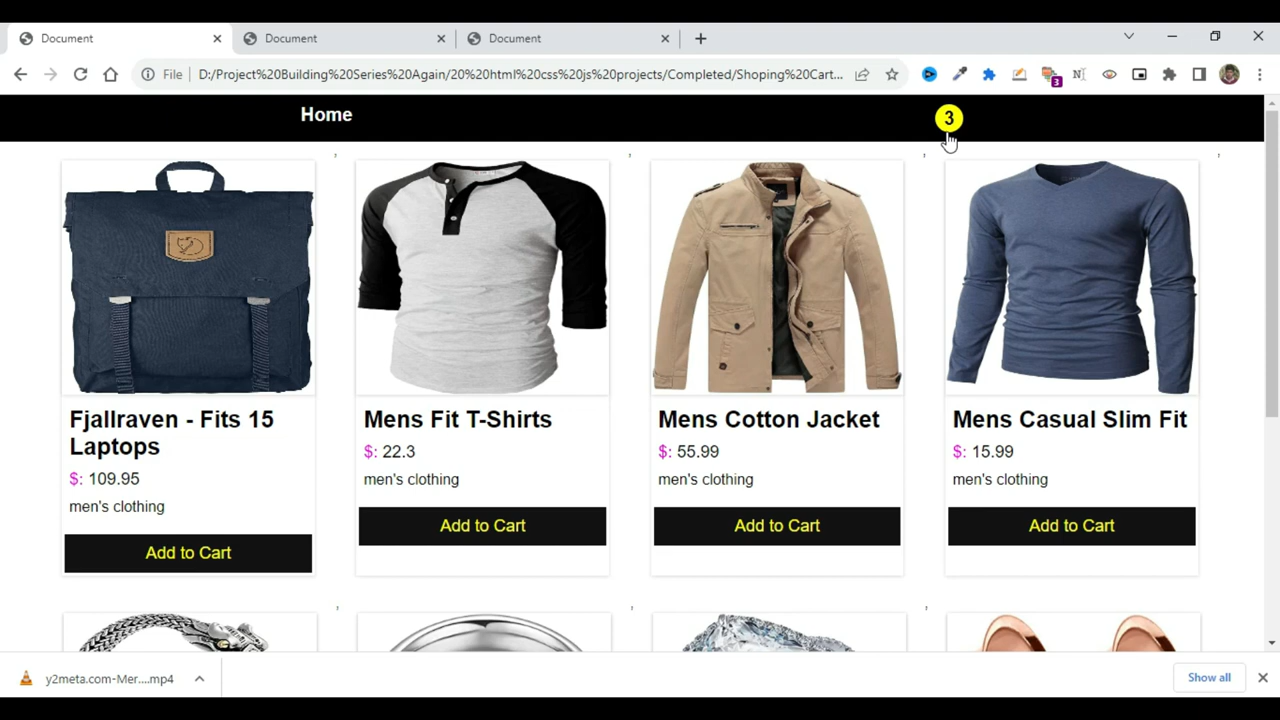 Document
Document
Document
File
D:/Project%20Building%20Series%20Again/20%20html%20css%20js%20projects/Completed/Shoping%20Cart...
3
Home
3
,
,
,
,
Fjallraven - Fits 15
Laptops
$: 109.95
men's clothing
Add to Cart
Mens Fit T-Shirts
$: 22.3
men's clothing
Add to Cart
Mens Cotton Jacket
$: 55.99
men's clothing
Add to Cart
Mens Casual Slim Fit
$: 15.99
men's clothing
Add to Cart
,
,
,
y2meta.com-Mer....mp4
Show all